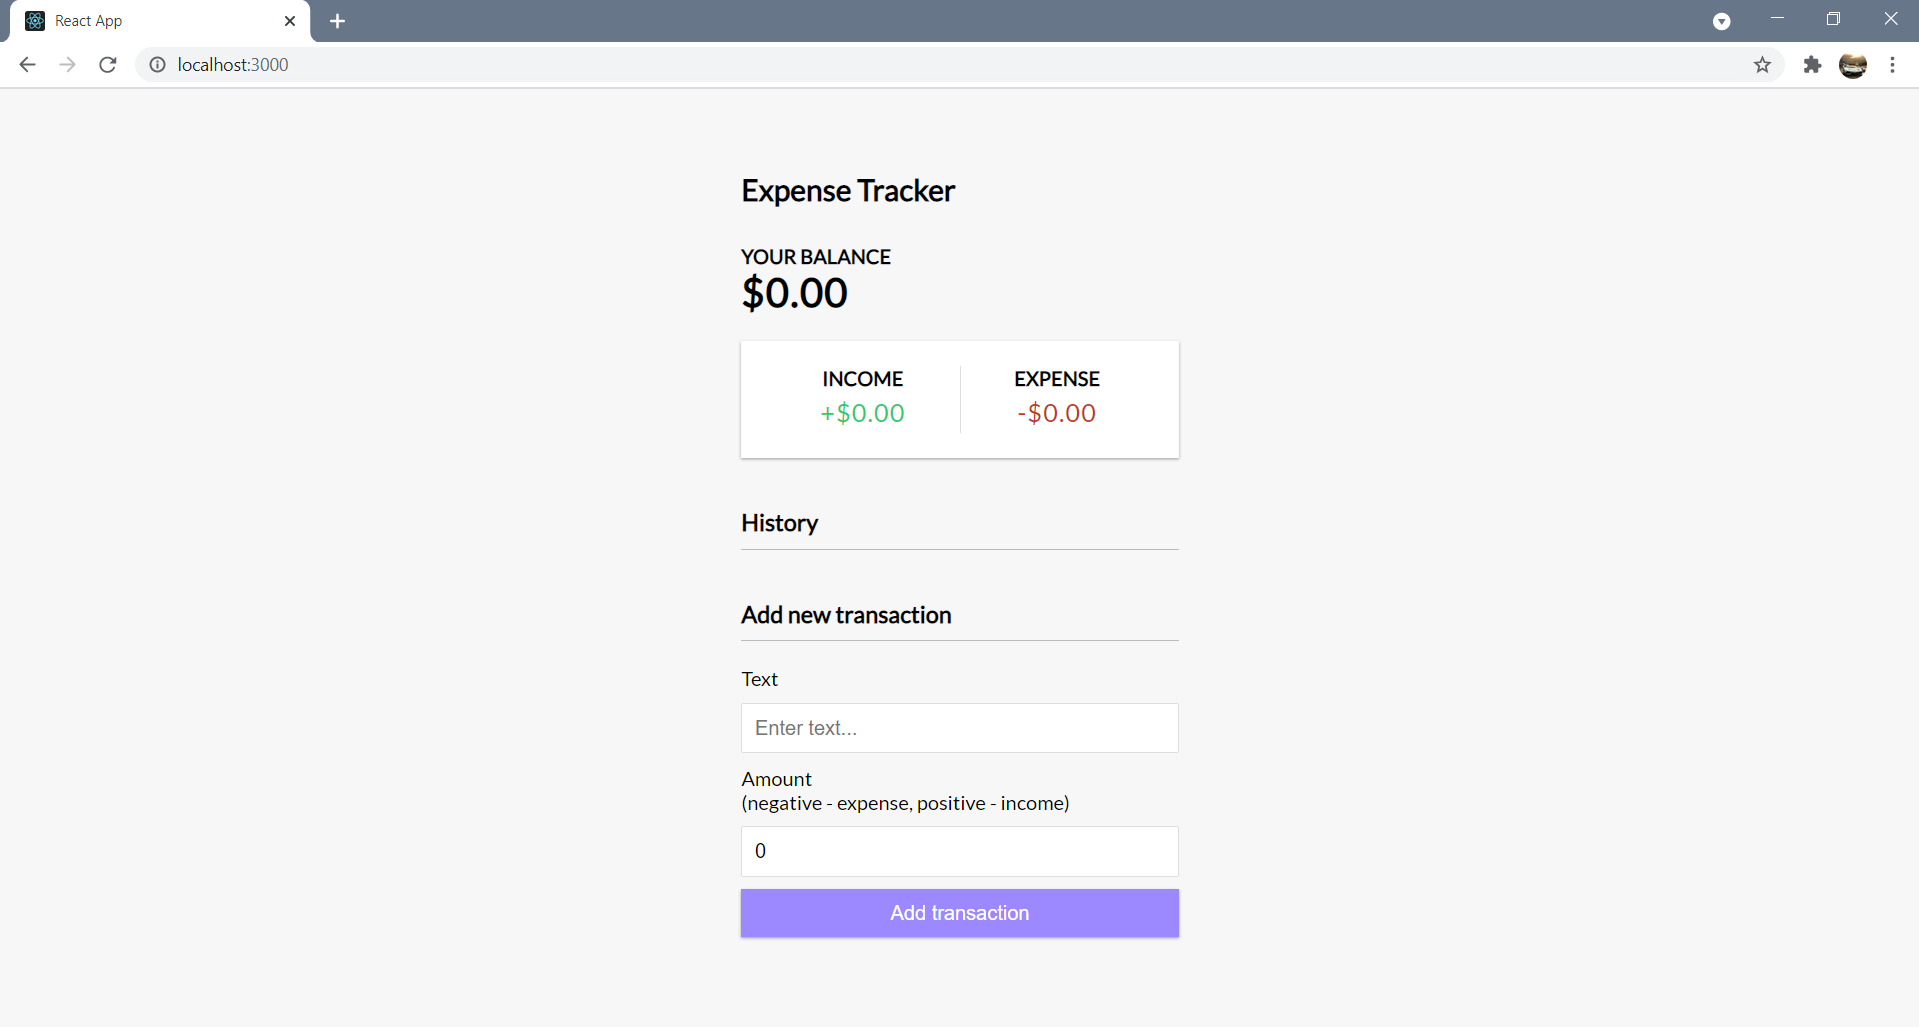 React App
localhost:3000
Expense Tracker
YOUR BALANCE
$0.00
INCOME EXPENSE
+$0.00 -$0.00
History
Add new transaction
Text
Enter text...
Amount
(negative - expense, positive - income)
0
Add transaction